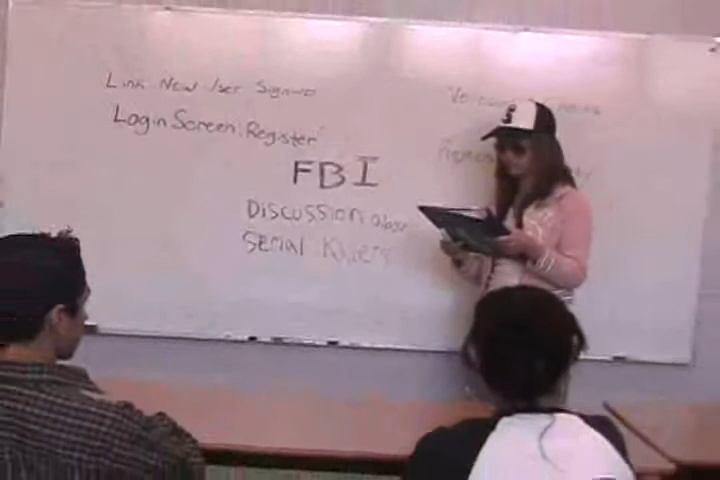 Link New User Signup
Login Screen: Register
FBI
Discussion about
Serial Killers
S